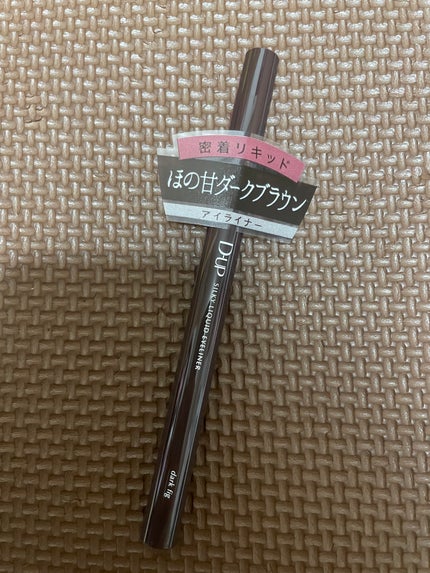 密着リキッド
ほの甘ダークブラウン
アイライナー
D-UP
SILKY LIQUID EYELINER
dark fig